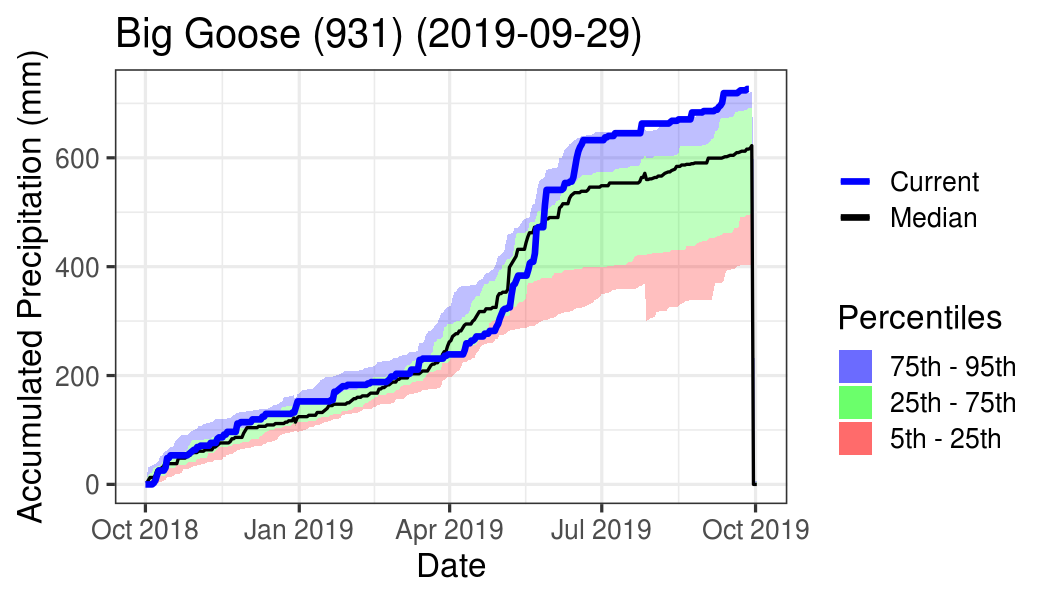 Big Goose (931) (2019-09-29)
Accumulated Precipitation (mm)
600
400
200
0
Oct 2018
Jan 2019
Apr 2019
Jul 2019
Oct 2019
Date
Current
Median
Percentiles
75th - 95th
25th - 75th
5th - 25th